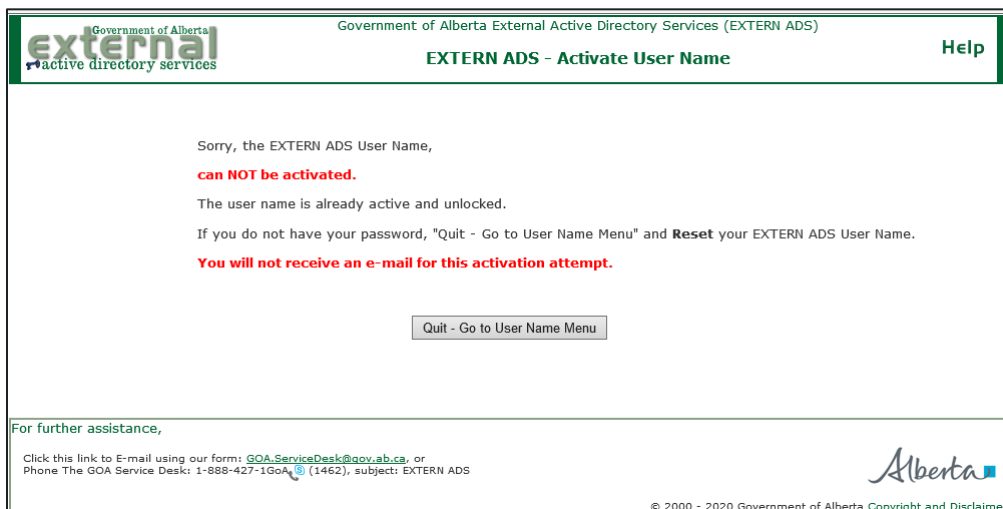 Government of Alberta
external
active directory services
Government of Alberta External Active Directory Services (EXTERN ADS)
EXTERN ADS - Activate User Name
Help
Sorry, the EXTERN ADS User Name,
can NOT be activated.
The user name is already active and unlocked.
If you do not have your password, "Quit - Go to User Name Menu" and Reset your EXTERN ADS User Name.
You will not receive an e-mail for this activation attempt.
Quit - Go to User Name Menu
For further assistance,
Click this link to E-mail using our form: GOA.ServiceDesk@gov.ab.ca, or
Phone The GOA Service Desk: 1-888-427-1GoA (1462), subject: EXTERN ADS
Alberta
© 2000 - 2020 Government of Alberta Copyright and Disclaime